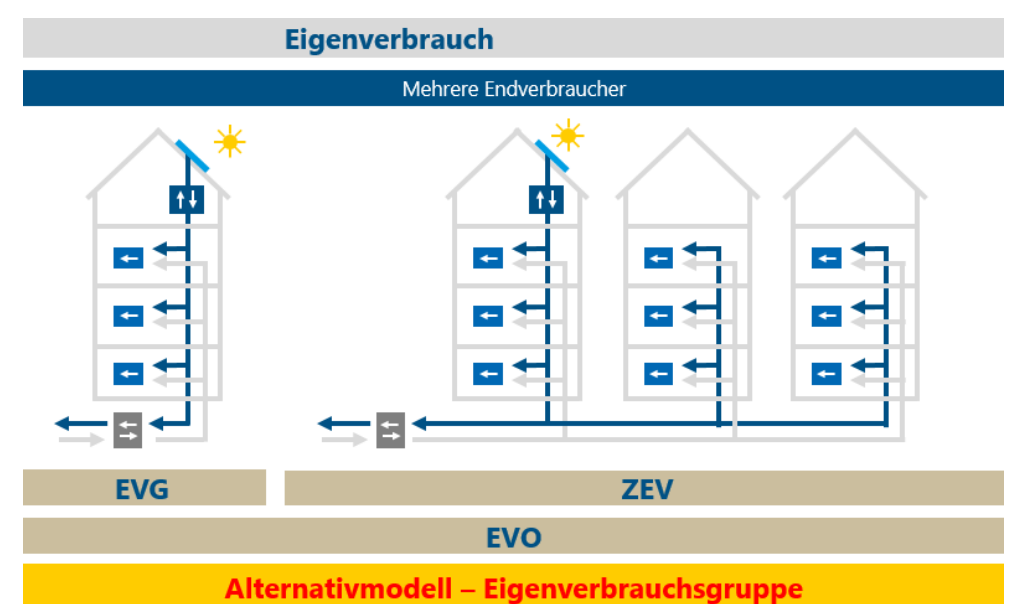 Eigenverbrauch
Mehrere Endverbraucher
EVG
ZEV
EVO
Alternativmodell – Eigenverbrauchsgruppe